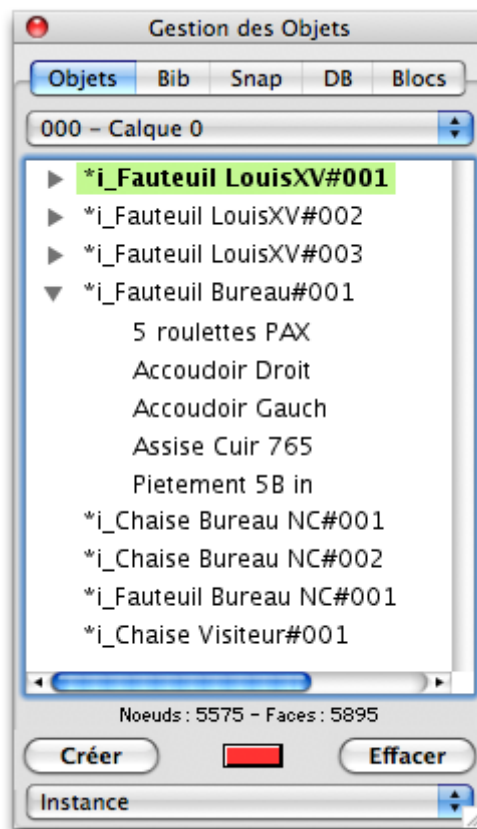 Gestion des Objets
Objets Bib Snap DB Blocs
000 – Calque 0
*i_Fauteuil LouisXV#001
*i_Fauteuil LouisXV#002
*i_Fauteuil LouisXV#003
*i_Fauteuil Bureau#001
5 roulettes PAX
Accoudoir Droit
Accoudoir Gauch
Assise Cuir 765
Pietement 5B in
*i_Chaise Bureau NC#001
*i_Chaise Bureau NC#002
*i_Fauteuil Bureau NC#001
*i_Chaise Visiteur#001
Noeuds : 5575 – Faces : 5895
Créer Effacer
Instance